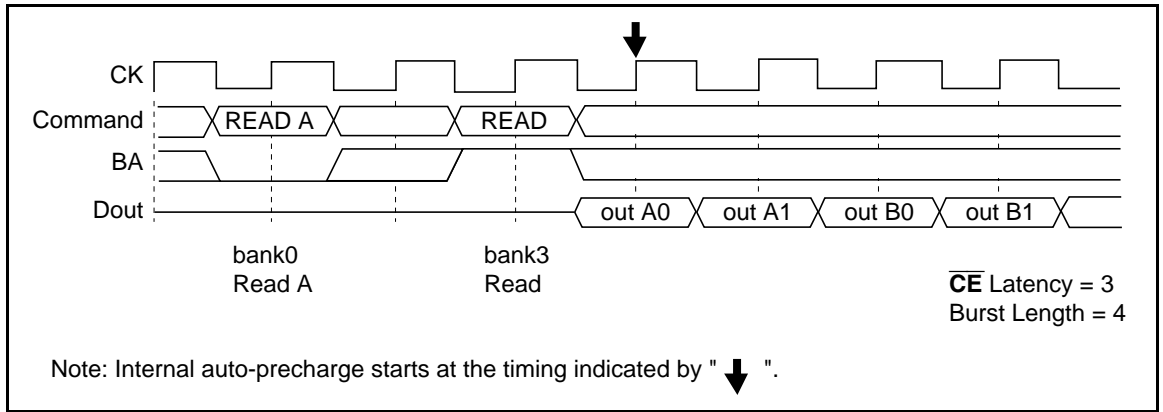 CK
Command READ A READ
BA
Dout out A0 out A1 out B0 out B1
bank0 bank3
Read A Read
CE Latency = 3
Burst Length = 4
Note: Internal auto-precharge starts at the timing indicated by " ".